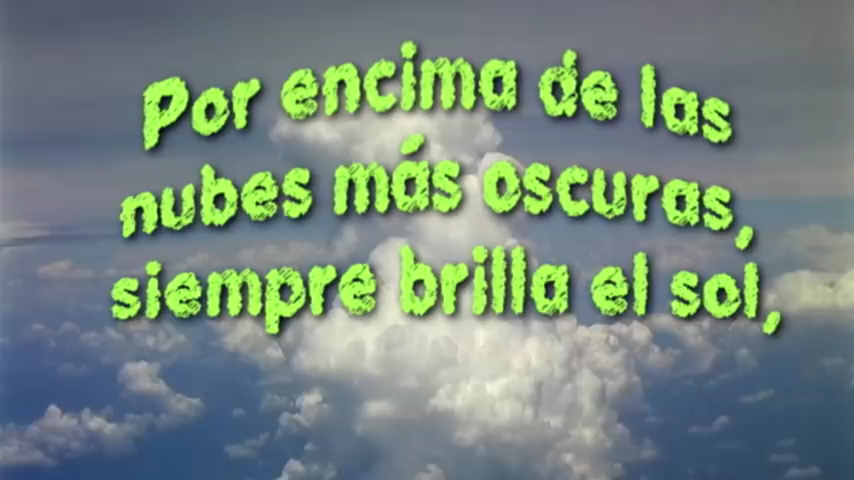 Por encima de las
nubes más oscuras,
siempre brilla el sol,